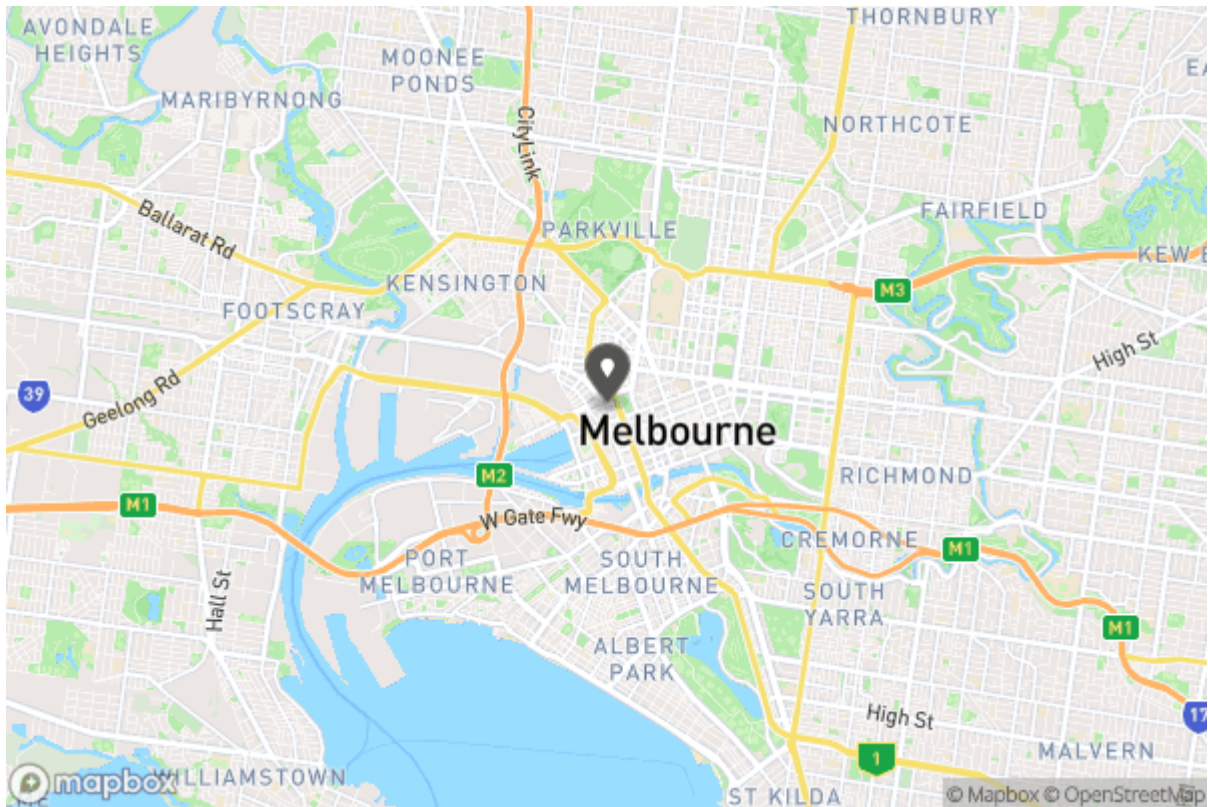 THORNBURY
AVONDALE
HEIGHTS
MOONEE
PONDS
MARIBYRNONG
CityLink
NORTHCOTE
Ballarat Rd
PARKVILLE
FAIRFIELD
KENSINGTON
M3
FOOTSCRAY
High St
39
Geelong Rd
Melbourne
M2
RICHMOND
M1
W Gate Fwy
CREMORNE
M1
PORT
MELBOURNE
SOUTH
MELBOURNE
SOUTH
YARRA
Hall St
M1
ALBERT
PARK
High St
17
1
MALVERN
mapbox
WILLIAMSTOWN
ST KILDA
© Mapbox © OpenStreetMap